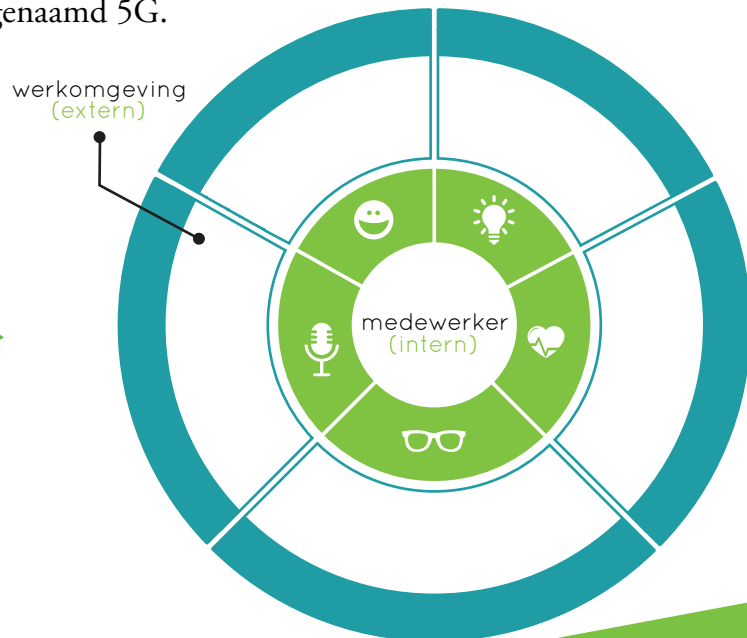 genaamd 5G.
werkomgeving
(extern)
medewerker
(intern)